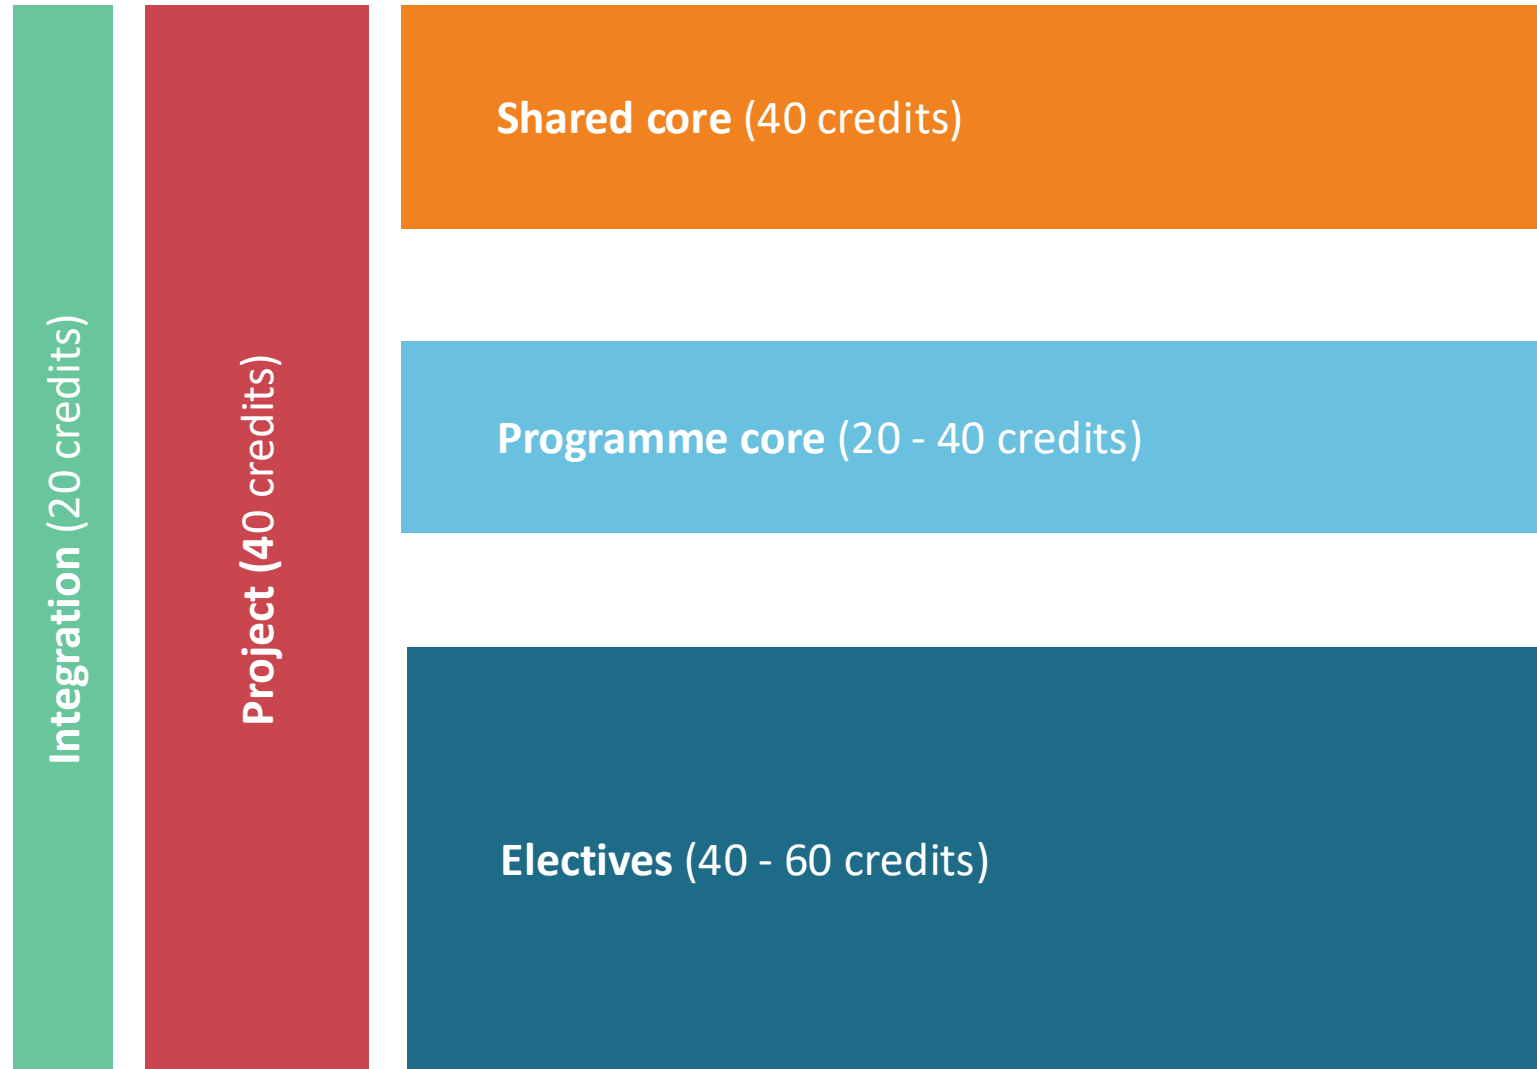 Integration (20 credits)
Project (40 credits)
Shared core (40 credits)
Programme core (20 - 40 credits)
Electives (40 - 60 credits)